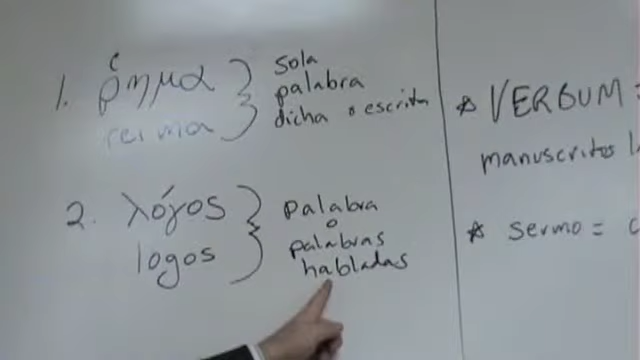 1. ῥημα
reima
sola
palabra
dicha o escrita
2. λόγος
logos
palabra
o
palabras
habladas
* VERBUM =
manuscritos
* sermo =